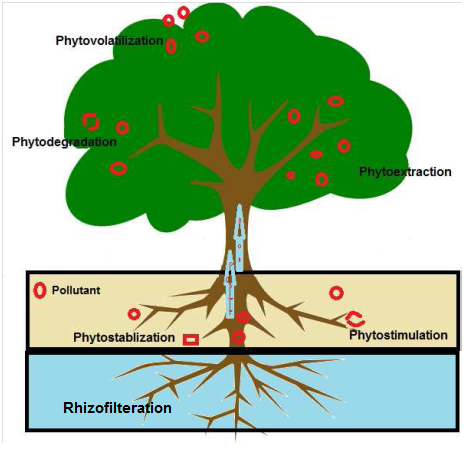 Phytovolatilization
Phytodegradation
Phytoextraction
Pollutant
Phytostablization
Phytostimulation
Rhizofilteration